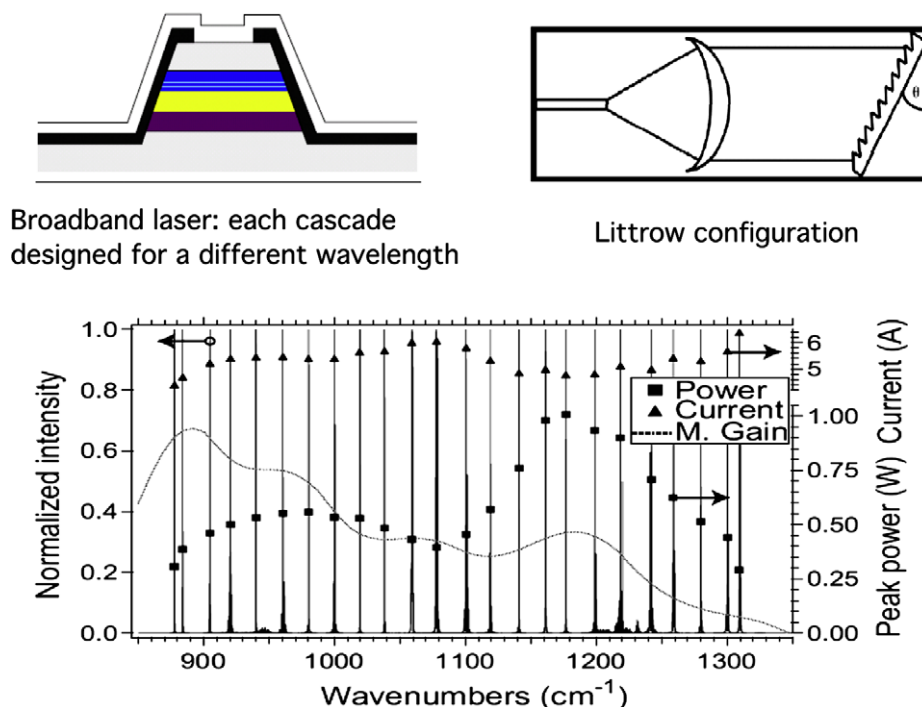 θ
Broadband laser: each cascade
designed for a different wavelength
Littrow configuration
Normalized intensity
1.0
0.8
0.6
0.4
0.2
0.0
Power
Current
M. Gain
6
5
1.00
0.75
0.50
0.25
0.00
Peak power (W) Current (A)
900 1000 1100 1200 1300
Wavenumbers (cm⁻¹)